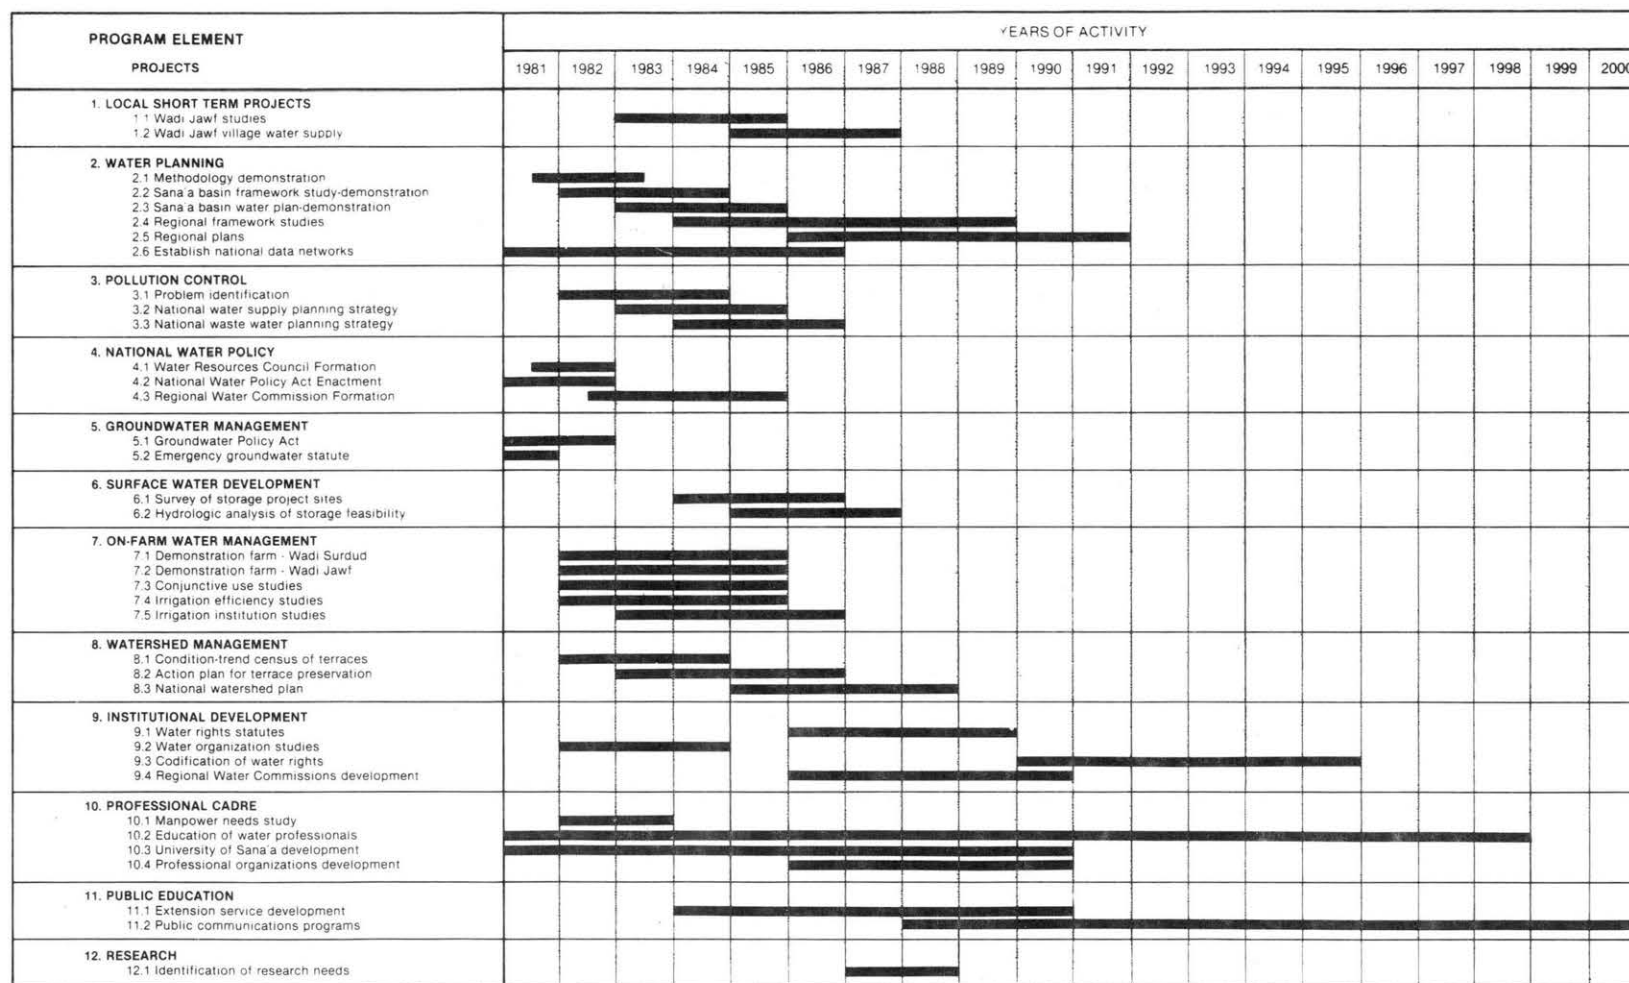 PROGRAM ELEMENT
YEARS OF ACTIVITY
PROJECTS
1981 1982 1983 1984 1985 1986 1987 1988 1989 1990 1991 1992 1993 1994 1995 1996 1997 1998 1999 2000
1. LOCAL SHORT TERM PROJECTS
1.1 Wadi Jawf studies
1.2 Wadi Jawf village water supply
2. WATER PLANNING
2.1 Methodology demonstration
2.2 Sana'a basin framework study-demonstration
2.3 Sana'a basin water plan-demonstration
2.4 Regional framework studies
2.5 Regional plans
2.6 Establish national data networks
3. POLLUTION CONTROL
3.1 Problem identification
3.2 National water supply planning strategy
3.3 National waste water planning strategy
4. NATIONAL WATER POLICY
4.1 Water Resources Council Formation
4.2 National Water Policy Act Enactment
4.3 Regional Water Commission Formation
5. GROUNDWATER MANAGEMENT
5.1 Groundwater Policy Act
5.2 Emergency groundwater statute
6. SURFACE WATER DEVELOPMENT
6.1 Survey of storage project sites
6.2 Hydrologic analysis of storage feasibility
7. ON-FARM WATER MANAGEMENT
7.1 Demonstration farm - Wadi Surdud
7.2 Demonstration farm - Wadi Jawf
7.3 Conjunctive use studies
7.4 Irrigation efficiency studies
7.5 Irrigation institution studies
8. WATERSHED MANAGEMENT
8.1 Condition-trend census of terraces
8.2 Action plan for terrace preservation
8.3 National watershed plan
9. INSTITUTIONAL DEVELOPMENT
9.1 Water rights statutes
9.2 Water organization studies
9.3 Codification of water rights
9.4 Regional Water Commissions development
10. PROFESSIONAL CADRE
10.1 Manpower needs study
10.2 Education of water professionals
10.3 University of Sana'a development
10.4 Professional organizations development
11. PUBLIC EDUCATION
11.1 Extension service development
11.2 Public communications programs
12. RESEARCH
12.1 Identification of research needs